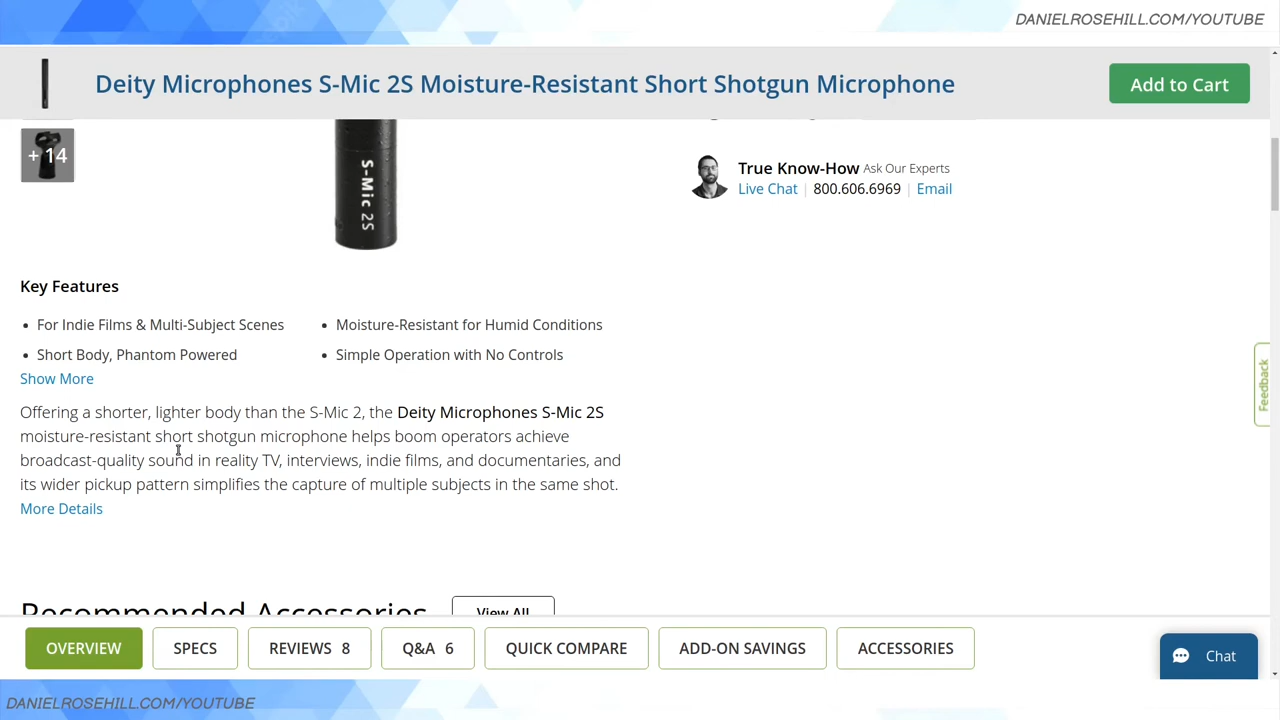 DANIELROSEHILL.COM/YOUTUBE
Deity Microphones S-Mic 2S Moisture-Resistant Short Shotgun Microphone
Add to Cart
+ 14
S-Mic 2S
True Know-How Ask Our Experts
Live Chat | 800.606.6969 | Email
Key Features
• For Indie Films & Multi-Subject Scenes
• Moisture-Resistant for Humid Conditions
• Short Body, Phantom Powered
• Simple Operation with No Controls
Show More
Offering a shorter, lighter body than the S-Mic 2, the Deity Microphones S-Mic 2S
moisture-resistant short shotgun microphone helps boom operators achieve
broadcast-quality sound in reality TV, interviews, indie films, and documentaries, and
its wider pickup pattern simplifies the capture of multiple subjects in the same shot.
More Details
Feedback
Recommended Accessories
View All
OVERVIEW
SPECS
REVIEWS 8
Q&A 6
QUICK COMPARE
ADD-ON SAVINGS
ACCESSORIES
Chat
DANIELROSEHILL.COM/YOUTUBE